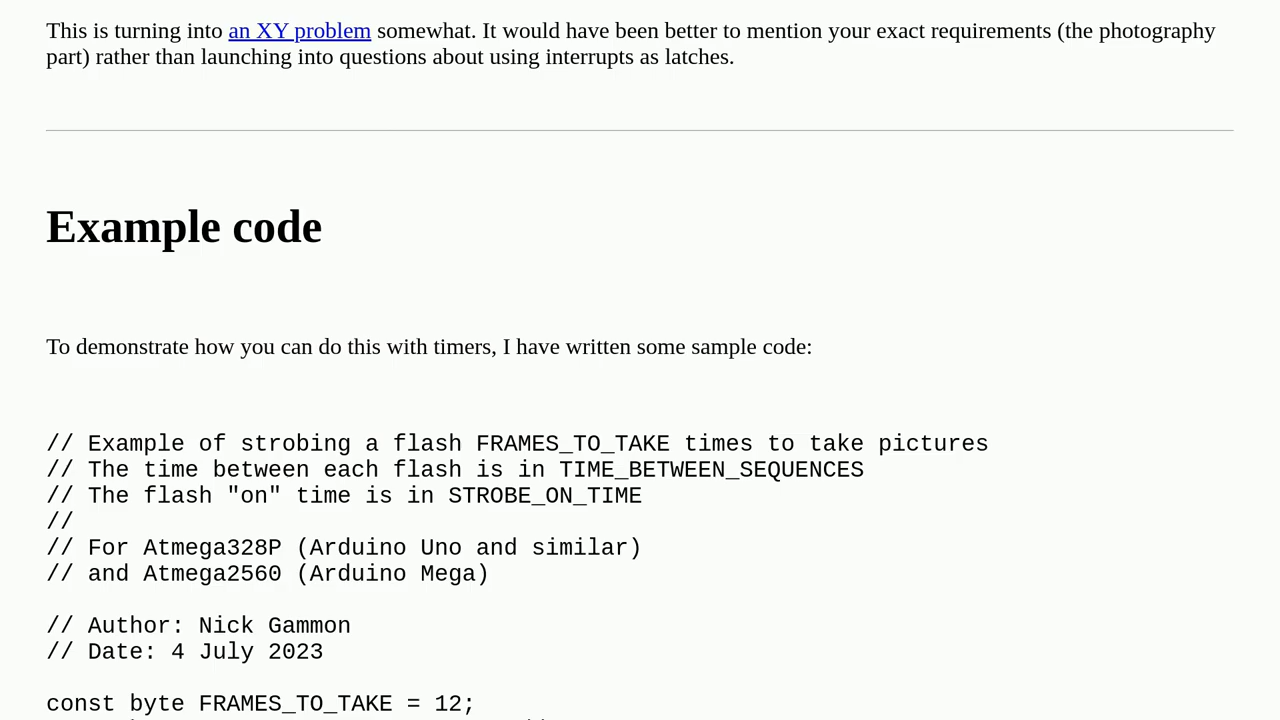 This is turning into an XY problem somewhat. It would have been better to mention your exact requirements (the photography
part) rather than launching into questions about using interrupts as latches.
Example code
To demonstrate how you can do this with timers, I have written some sample code:
// Example of strobing a flash FRAMES_TO_TAKE times to take pictures
// The time between each flash is in TIME_BETWEEN_SEQUENCES
// The flash "on" time is in STROBE_ON_TIME
//
// For Atmega328P (Arduino Uno and similar)
// and Atmega2560 (Arduino Mega)
// Author: Nick Gammon
// Date: 4 July 2023
const byte FRAMES_TO_TAKE = 12;